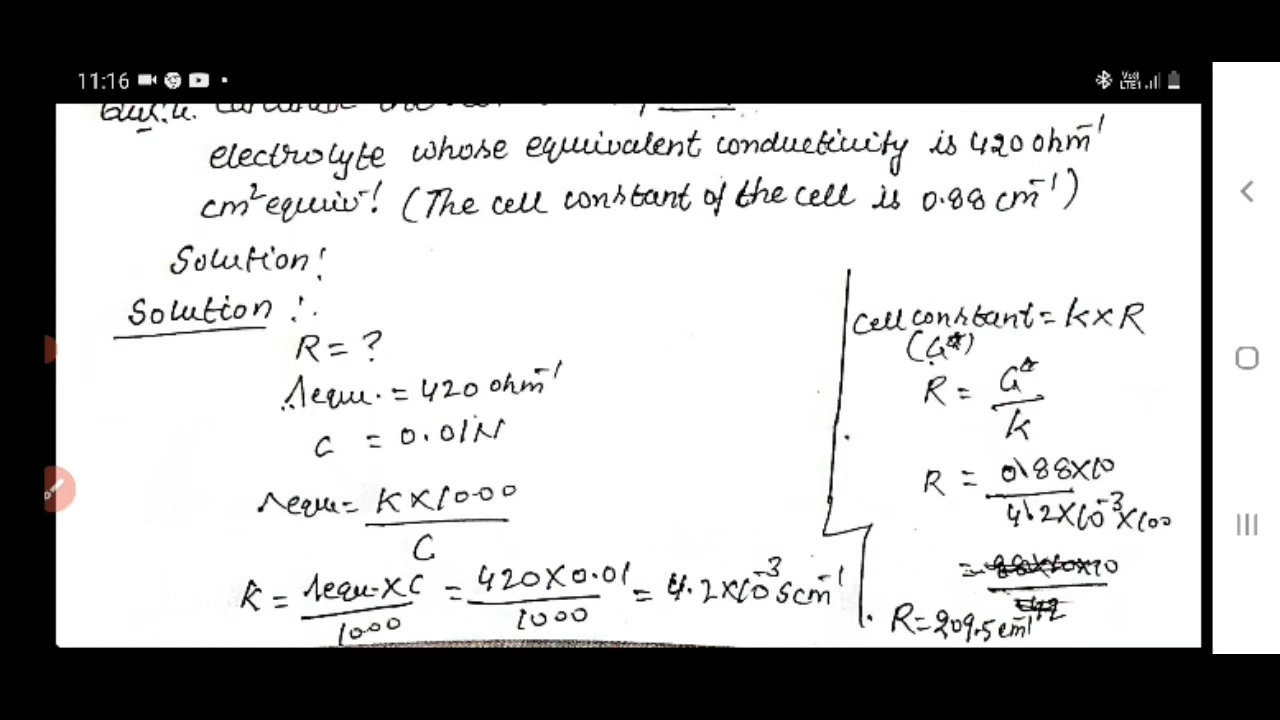 11:16
VoD LTE1
electrolyte whose equivalent conductivity is 420 ohm⁻¹
cm² equiv⁻! (The cell constant of the cell is 0.88 cm⁻¹)
Solution!
Solution :.
R = ?
Λequ. = 420 ohm⁻¹
C = 0.01N
Λequ = K×1000
C
K = Λequ.×C = 420×0.01 = 4.2×10⁻³ S cm⁻¹
1000 1000
Cell constant = K×R
(G*)
R = G*
K
R = 0.88×10
4.2×10⁻³×100
R = 209.5 cm⁻¹